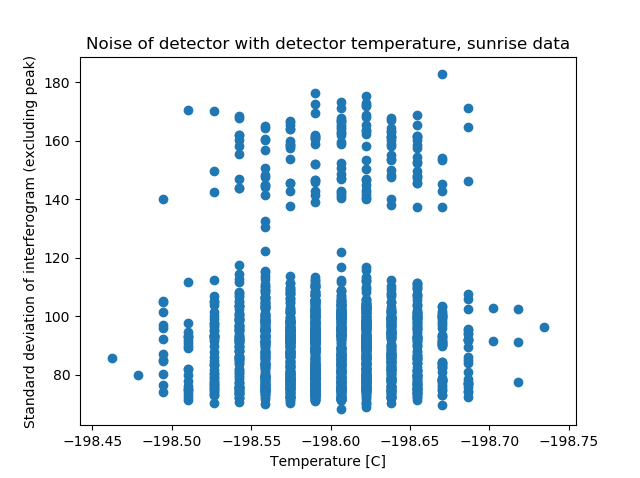 Noise of detector with detector temperature, sunrise data
Standard deviation of interferogram (excluding peak)
180
160
140
120
100
80
−198.45 −198.50 −198.55 −198.60 −198.65 −198.70 −198.75
Temperature [C]